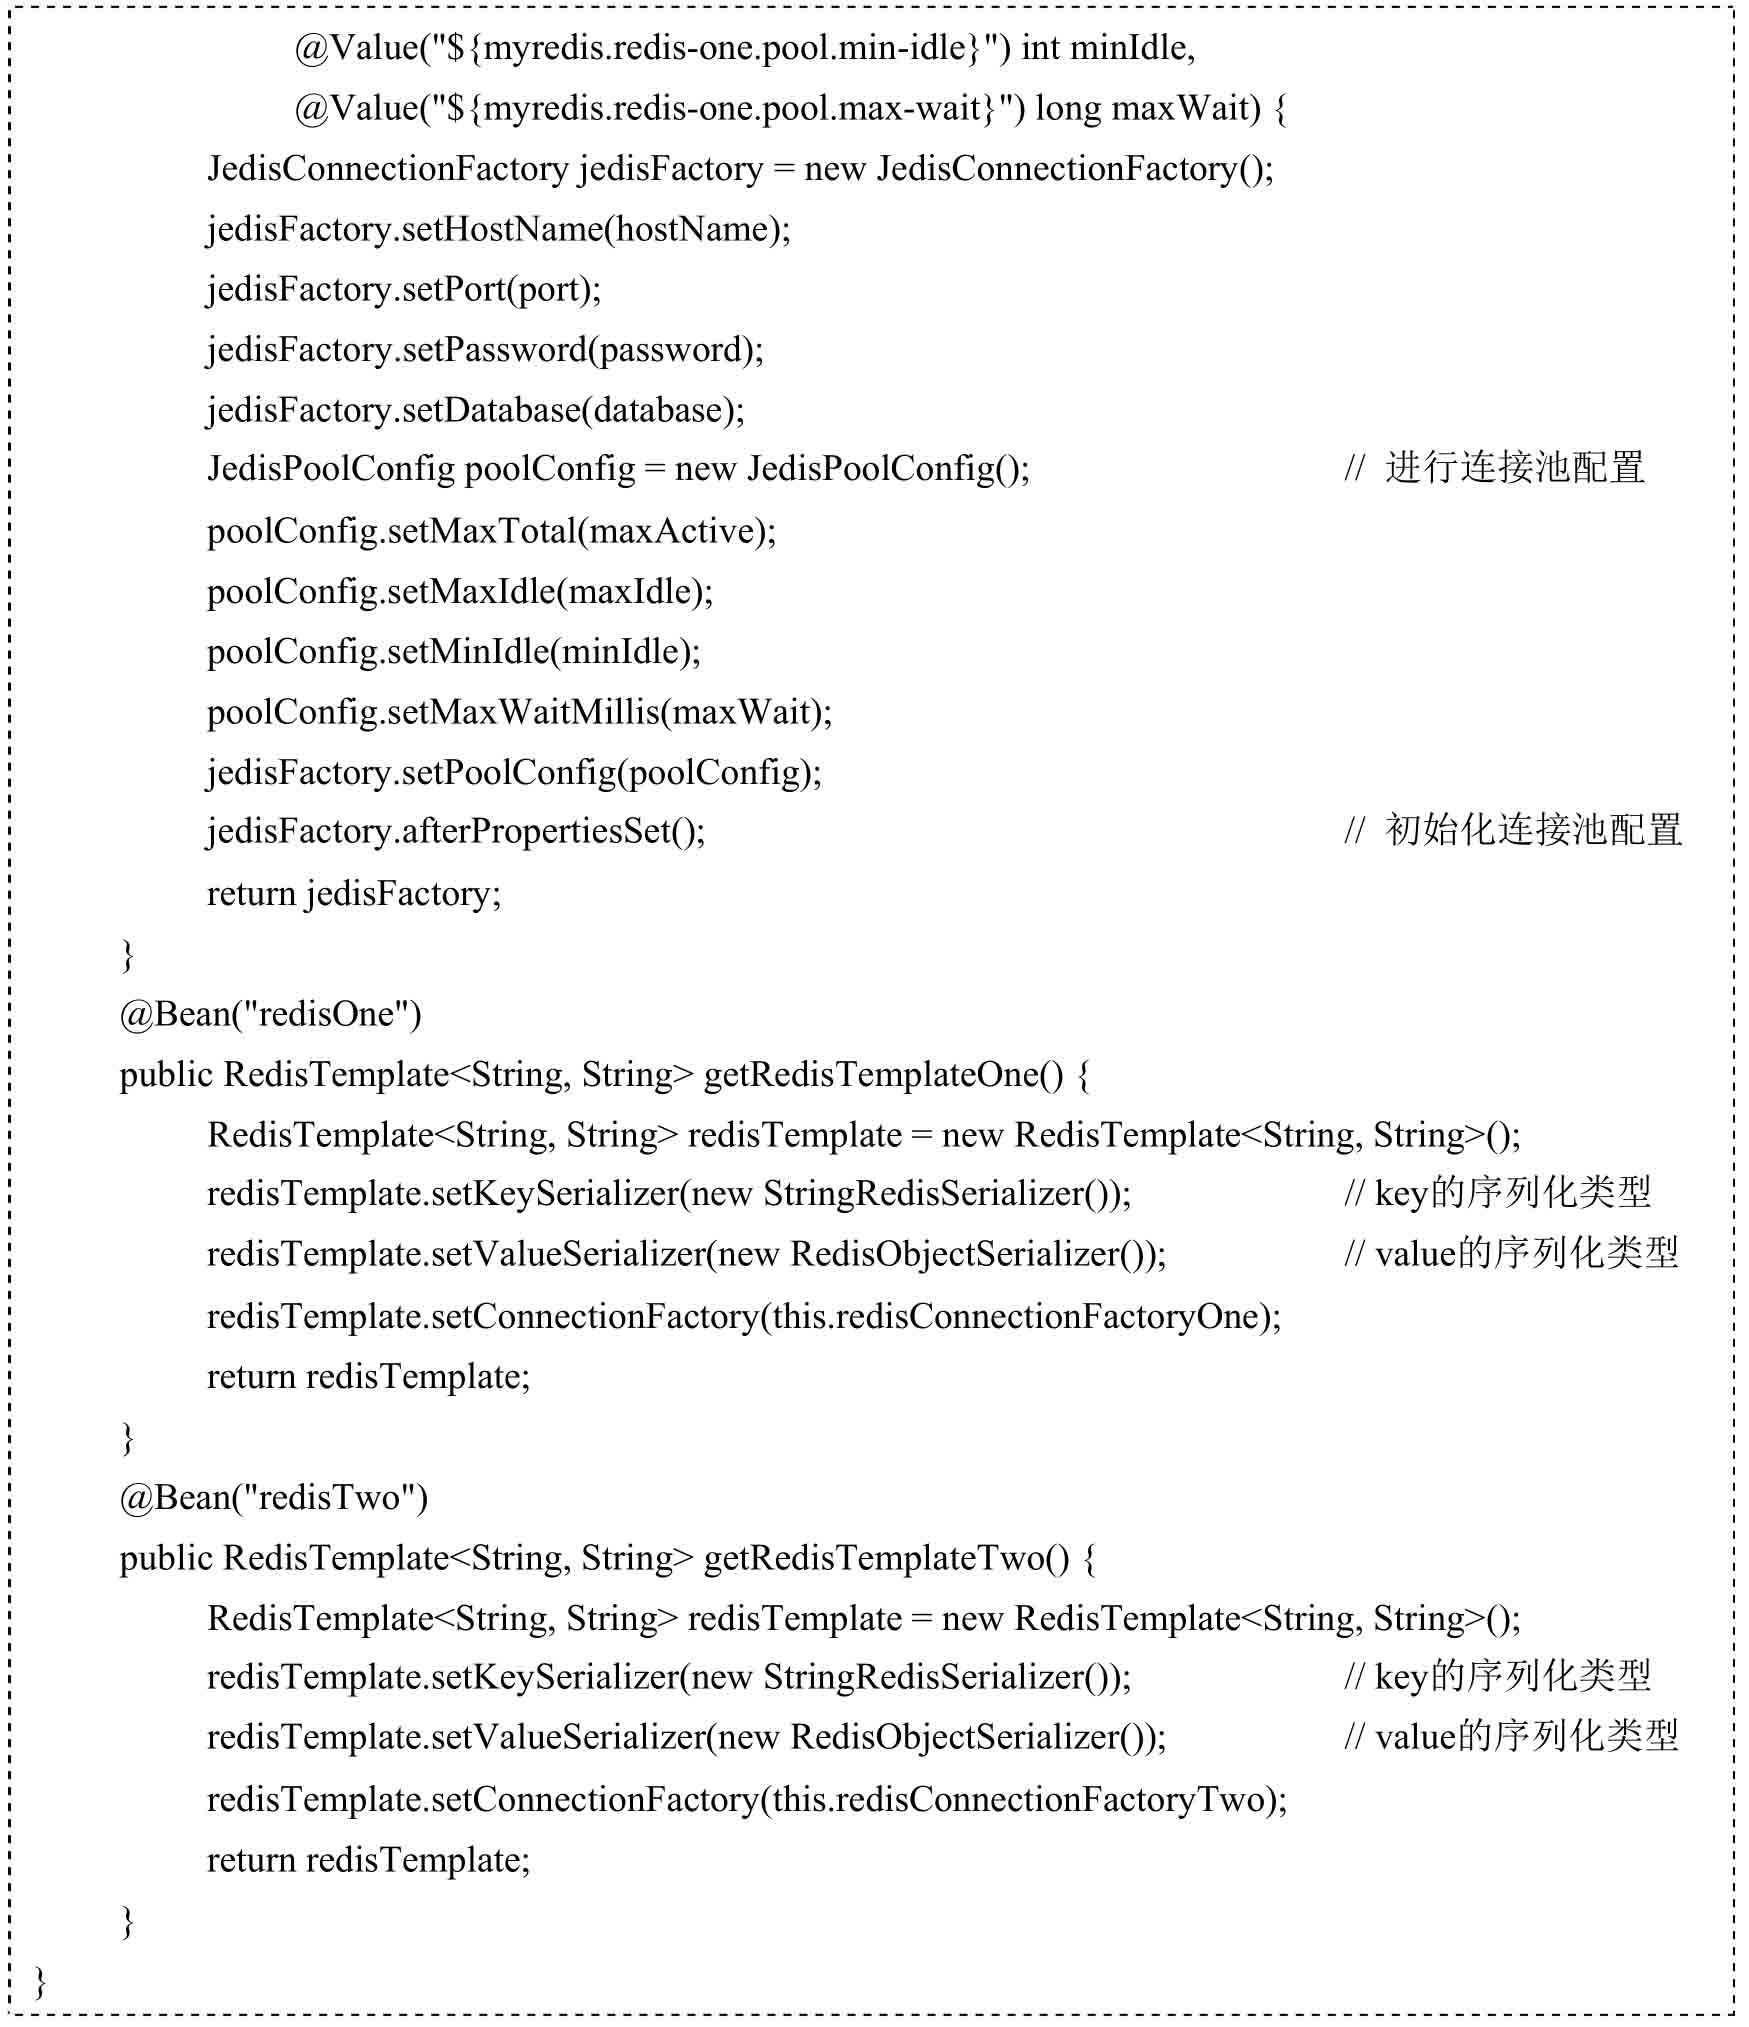 @Value("${myredis.redis-one.pool.min-idle}") int minIdle,
@Value("${myredis.redis-one.pool.max-wait}") long maxWait) {
JedisConnectionFactory jedisFactory = new JedisConnectionFactory();
jedisFactory.setHostName(hostName);
jedisFactory.setPort(port);
jedisFactory.setPassword(password);
jedisFactory.setDatabase(database);
JedisPoolConfig poolConfig = new JedisPoolConfig(); // 进行连接池配置
poolConfig.setMaxTotal(maxActive);
poolConfig.setMaxIdle(maxIdle);
poolConfig.setMinIdle(minIdle);
poolConfig.setMaxWaitMillis(maxWait);
jedisFactory.setPoolConfig(poolConfig);
jedisFactory.afterPropertiesSet(); // 初始化连接池配置
return jedisFactory;
}
@Bean("redisOne")
public RedisTemplate<String, String> getRedisTemplateOne() {
RedisTemplate<String, String> redisTemplate = new RedisTemplate<String, String>();
redisTemplate.setKeySerializer(new StringRedisSerializer()); // key的序列化类型
redisTemplate.setValueSerializer(new RedisObjectSerializer()); // value的序列化类型
redisTemplate.setConnectionFactory(this.redisConnectionFactoryOne);
return redisTemplate;
}
@Bean("redisTwo")
public RedisTemplate<String, String> getRedisTemplateTwo() {
RedisTemplate<String, String> redisTemplate = new RedisTemplate<String, String>();
redisTemplate.setKeySerializer(new StringRedisSerializer()); // key的序列化类型
redisTemplate.setValueSerializer(new RedisObjectSerializer()); // value的序列化类型
redisTemplate.setConnectionFactory(this.redisConnectionFactoryTwo);
return redisTemplate;
}
}